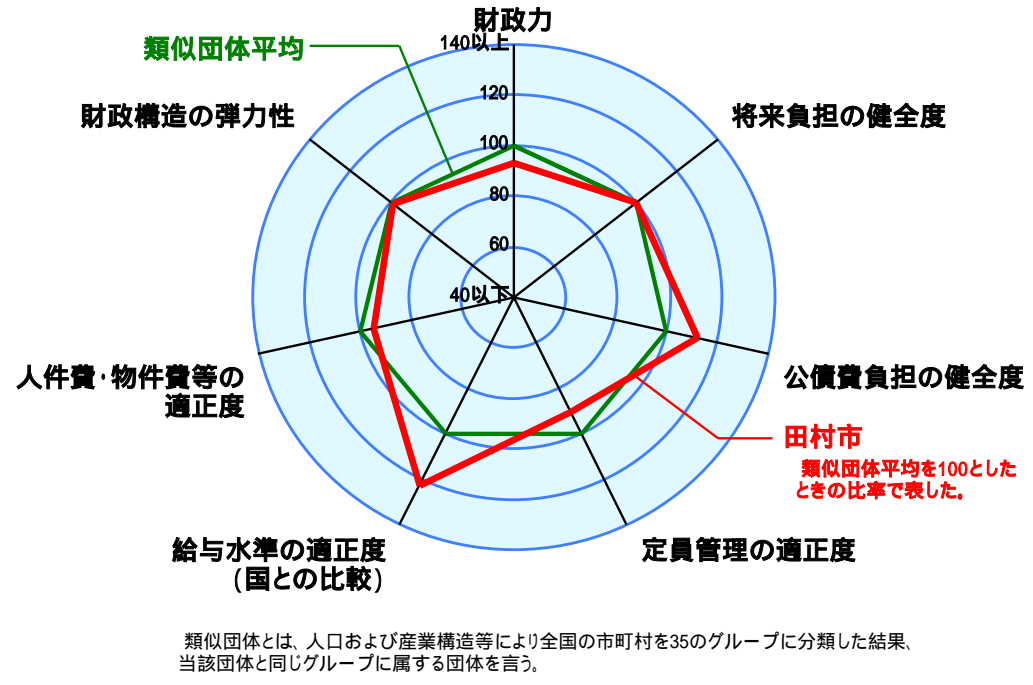 財政力
140以上
類似団体平均
120
財政構造の弾力性
将来負担の健全度
100
80
60
40以下
人件費・物件費等の
適正度
公債費負担の健全度
田村市
類似団体平均を100とした
ときの比率で表した。
給与水準の適正度
(国との比較)
定員管理の適正度
類似団体とは、人口および産業構造等により全国の市町村を35のグループに分類した結果、
当該団体と同じグループに属する団体を言う。